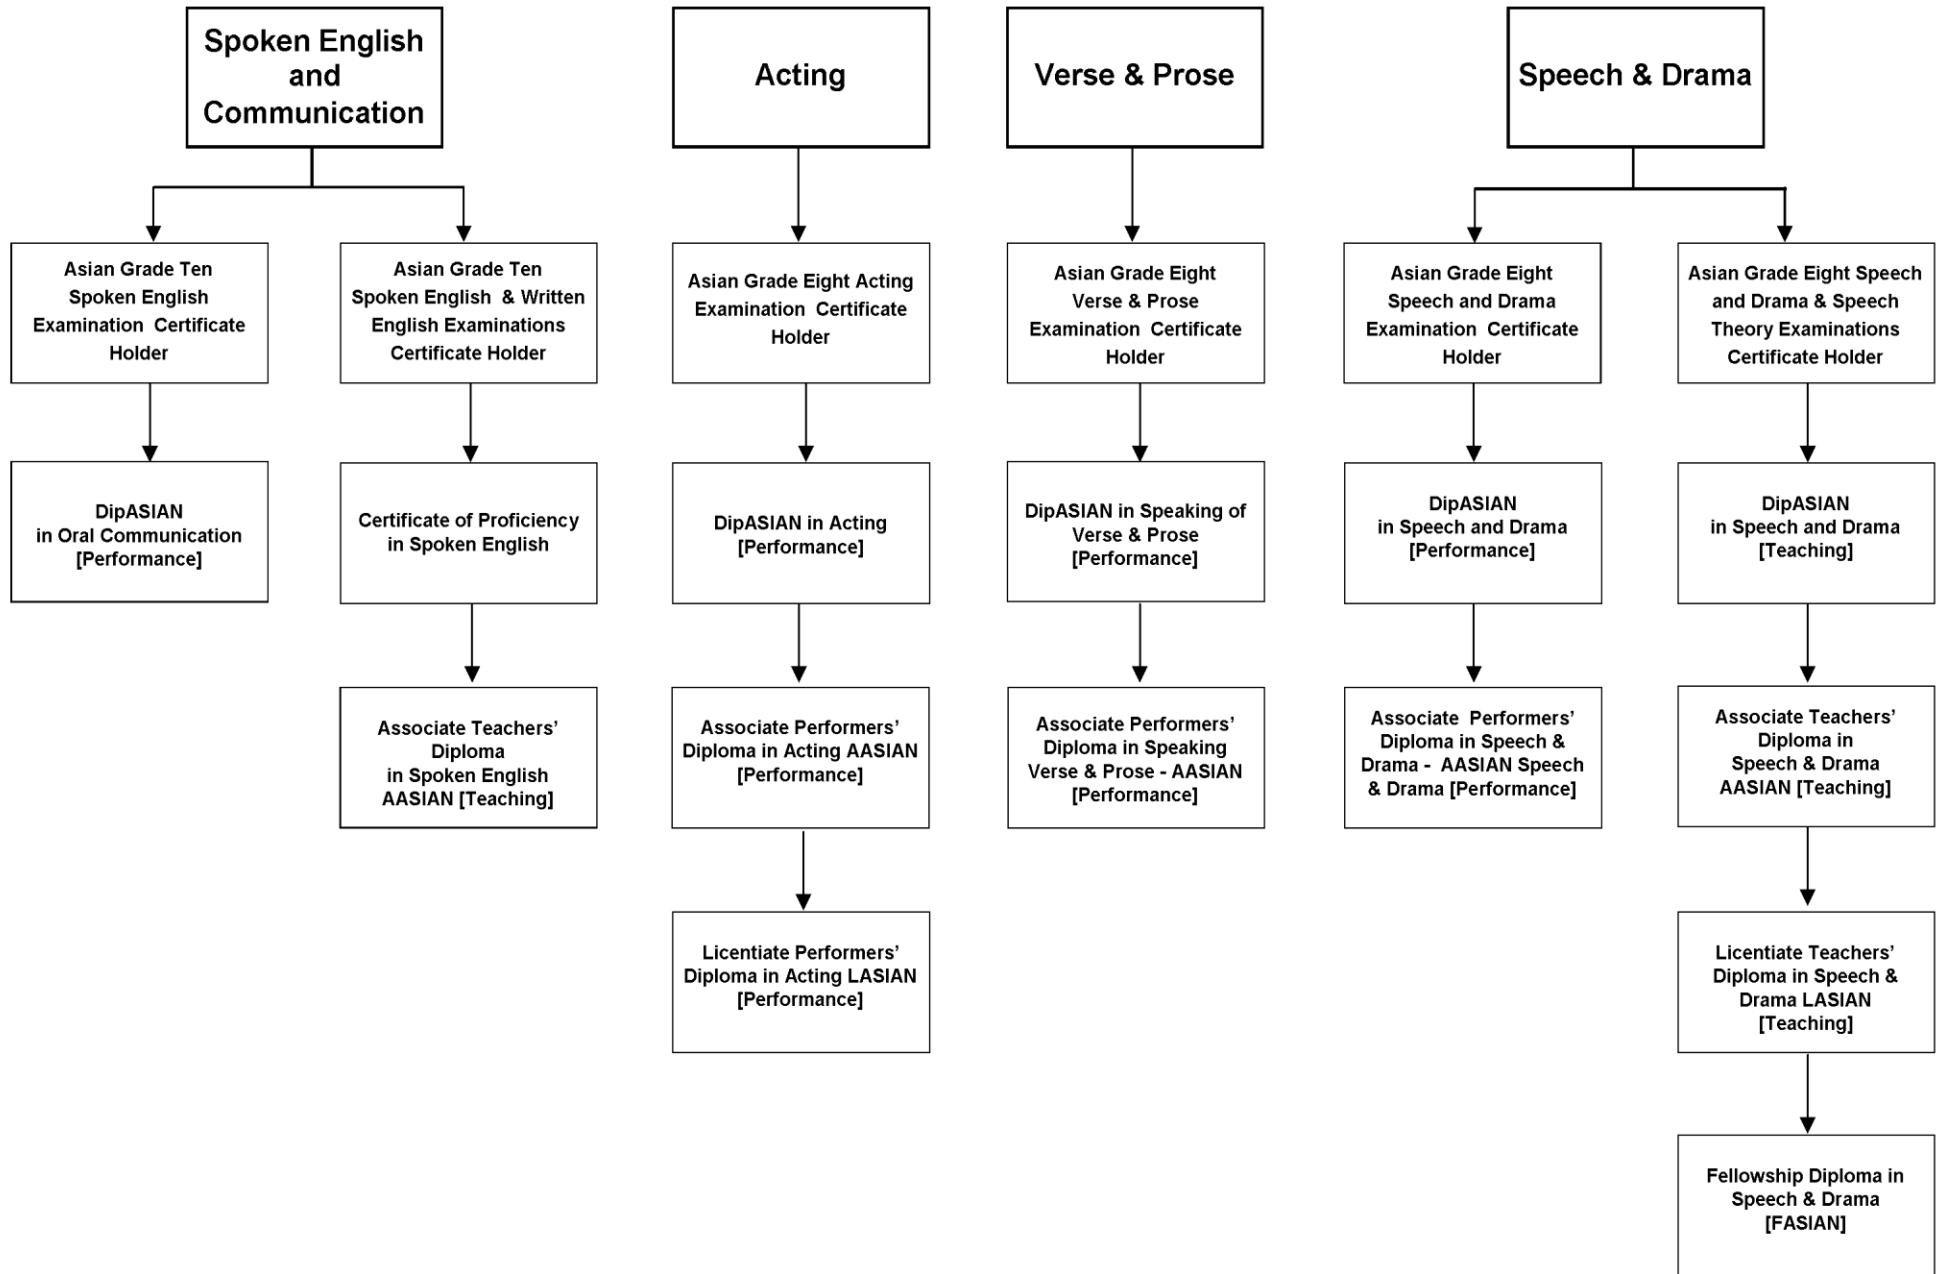 Spoken English
and
Communication
Acting
Verse & Prose
Speech & Drama
Asian Grade Ten
Spoken English
Examination Certificate
Holder
Asian Grade Ten
Spoken English & Written
English Examinations
Certificate Holder
Asian Grade Eight Acting
Examination Certificate
Holder
Asian Grade Eight
Verse & Prose
Examination Certificate
Holder
Asian Grade Eight
Speech and Drama
Examination Certificate
Holder
Asian Grade Eight Speech
and Drama & Speech
Theory Examinations
Certificate Holder
DipASIAN
in Oral Communication
[Performance]
Certificate of Proficiency
in Spoken English
DipASIAN in Acting
[Performance]
DipASIAN in Speaking of
Verse & Prose
[Performance]
DipASIAN
in Speech and Drama
[Performance]
DipASIAN
in Speech and Drama
[Teaching]
Associate Teachers’
Diploma
in Spoken English
AASIAN [Teaching]
Associate Performers’
Diploma in Acting AASIAN
[Performance]
Associate Performers’
Diploma in Speaking
Verse & Prose - AASIAN
[Performance]
Associate Performers’
Diploma in Speech &
Drama - AASIAN Speech
& Drama [Performance]
Associate Teachers’
Diploma in
Speech & Drama
AASIAN [Teaching]
Licentiate Performers’
Diploma in Acting LASIAN
[Performance]
Licentiate Teachers’
Diploma in Speech &
Drama LASIAN
[Teaching]
Fellowship Diploma in
Speech & Drama
[FASIAN]